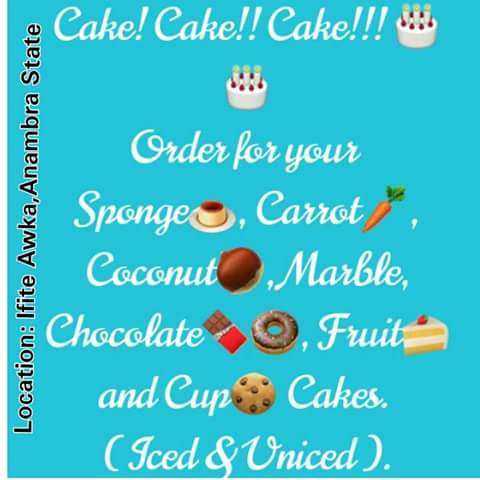 Cake! Cake!! Cake!!! 🎂
🎂
Order for your
Sponge🍮, Carrot🥕,
Coconut🌰,Marble,
Chocolate🍫🍩, Fruit🍰
and Cup🍪 Cakes.
( Iced & Uniced ).
Location: Ifite Awka,Anambra State